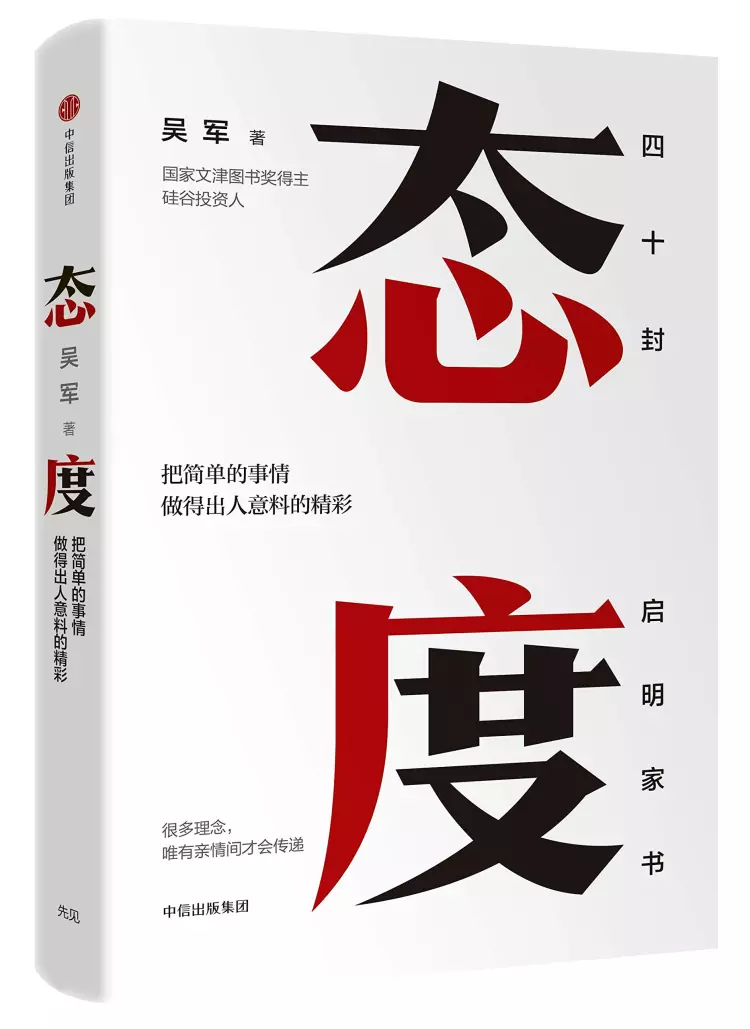 中信出版集团
态
吴军
著
度
把简单的事情
做得出人意料的精彩
先见
吴军 著
国家文津图书奖得主
硅谷投资人
态度
四十封
启明家书
把简单的事情
做得出人意料的精彩
很多理念，
唯有亲情间才会传递
中信出版集团